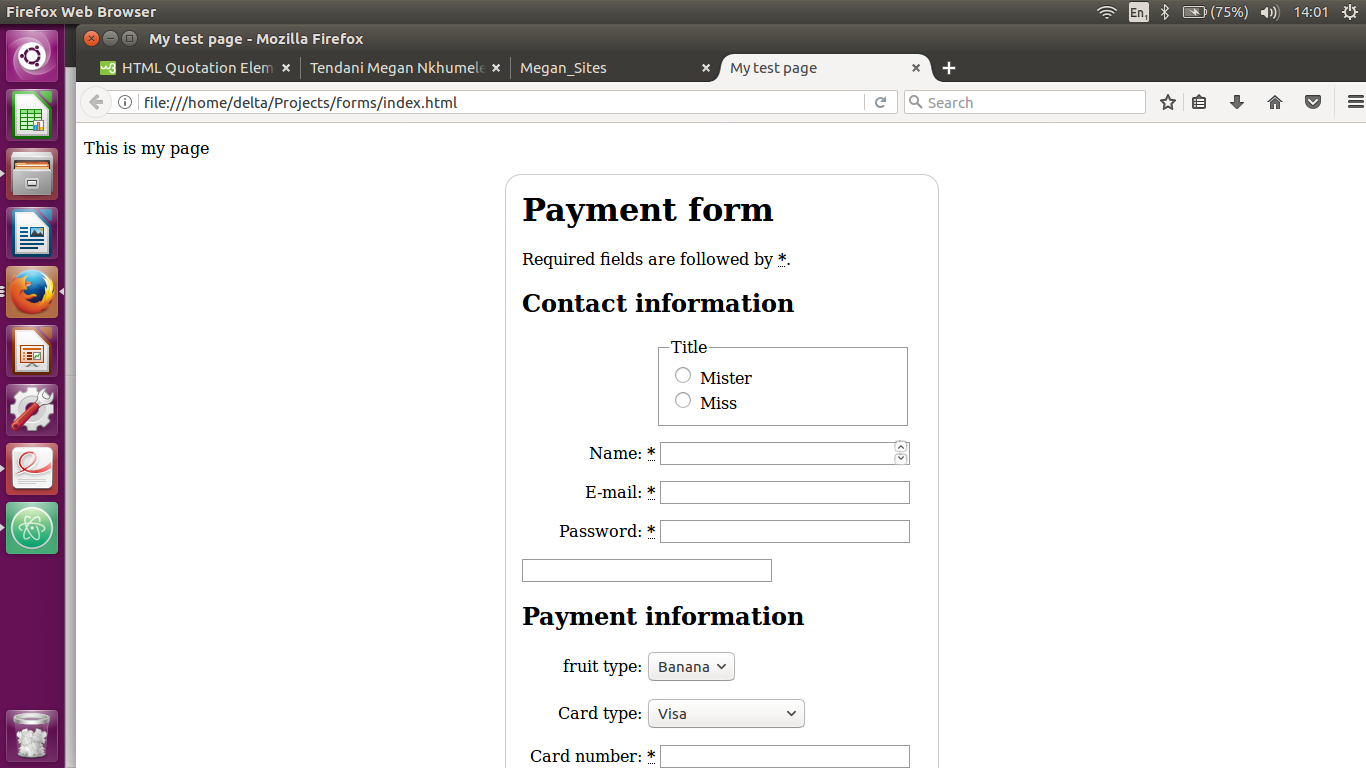 Firefox Web Browser
En1
(75%)
14:01
My test page - Mozilla Firefox
HTML Quotation Elem
Tendani Megan Nkhumele
Megan_Sites
My test page
file:///home/delta/Projects/forms/index.html
Search
This is my page
Payment form
Required fields are followed by *.
Contact information
Title
Mister
Miss
Name: *
E-mail: *
Password: *
Payment information
fruit type: Banana
Card type: Visa
Card number: *